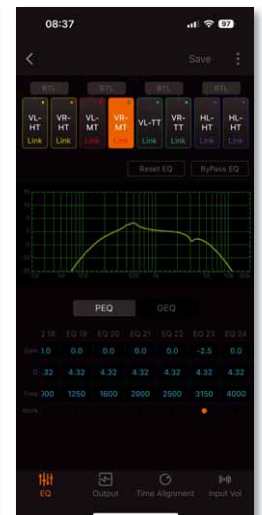 08:37
97
Save
BTL BTL BTL BTL
VL-HT VR-HT VL-MT VR-MT VL-TT VR-TT HL-HT HL-HT
Link Link Link Link Link Link Link Link
Reset EQ ByPass EQ
PEQ GEQ
EQ 19 EQ 20 EQ 21 EQ 22 EQ 23 EQ 24
Gain 0.0 0.0 0.0 0.0 -2.5 0.0
Q 4.32 4.32 4.32 4.32 4.32 4.32
Freq 1250 1600 2000 2500 3150 4000
EQ Output Time Alignment Input Vol